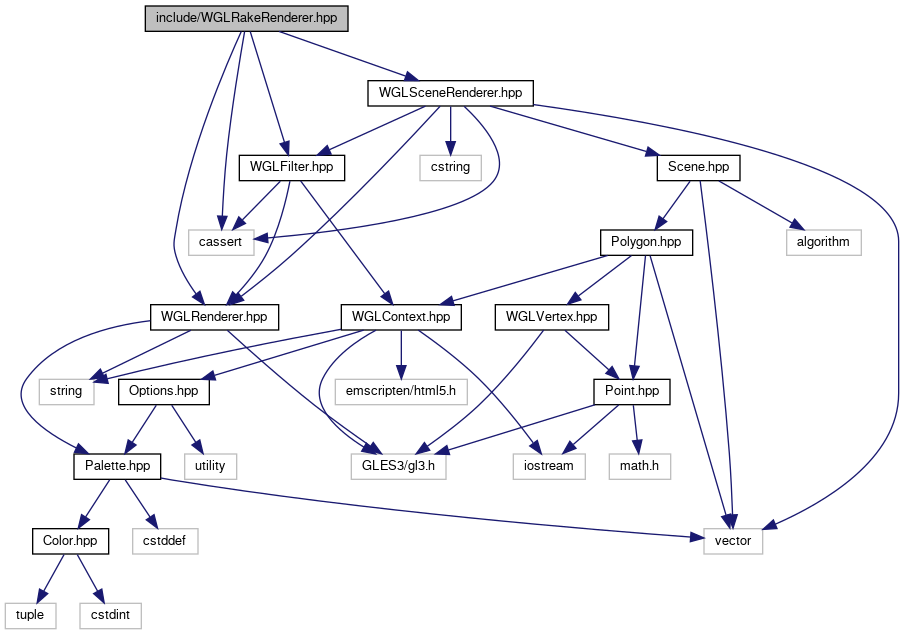 include/WGLRakeRenderer.hpp
WGLSceneRenderer.hpp
WGLFilter.hpp
cstring
Scene.hpp
cassert
Polygon.hpp
algorithm
WGLRenderer.hpp
WGLContext.hpp
WGLVertex.hpp
string
Options.hpp
emscripten/html5.h
Point.hpp
Palette.hpp
utility
GLES3/gl3.h
iostream
math.h
Color.hpp
cstddef
vector
tuple
cstdint